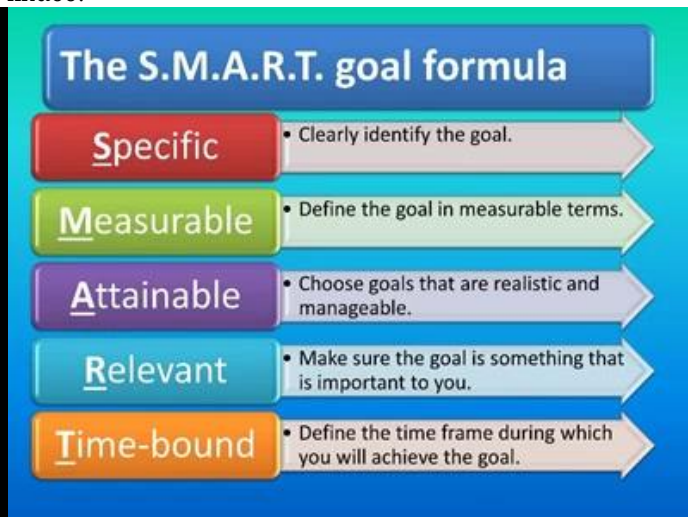 The S.M.A.R.T. goal formula
Specific
• Clearly identify the goal.
Measurable
• Define the goal in measurable terms.
Attainable
• Choose goals that are realistic and
manageable.
Relevant
• Make sure the goal is something that
is important to you.
Time-bound
• Define the time frame during which
you will achieve the goal.